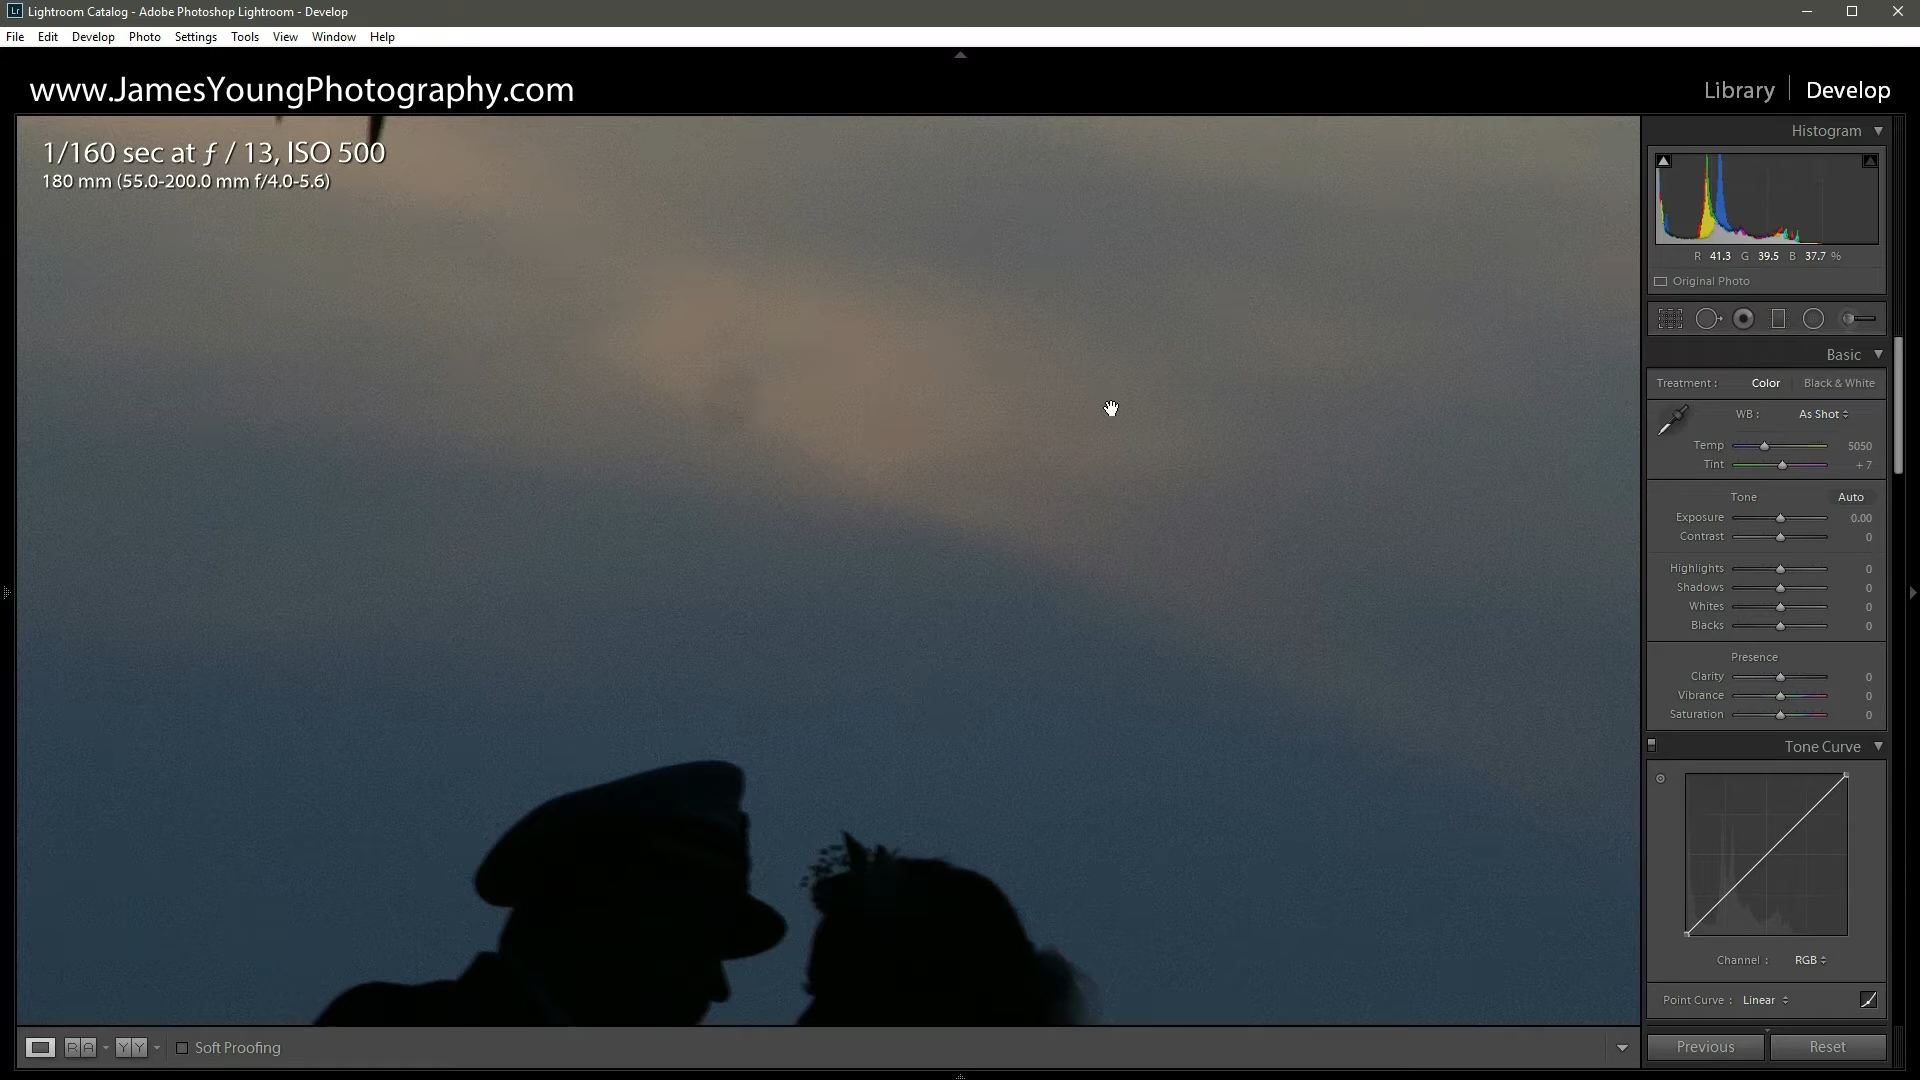 Lr Lightroom Catalog - Adobe Photoshop Lightroom - Develop
File Edit Develop Photo Settings Tools View Window Help
www.JamesYoungPhotography.com
Library | Develop
1/160 sec at ƒ / 13, ISO 500
180 mm (55.0-200.0 mm f/4.0-5.6)
Histogram
R 41.3 G 39.5 B 37.7 %
Original Photo
Basic
Treatment : Color Black & White
WB : As Shot
Temp 5050
Tint + 7
Tone Auto
Exposure 0.00
Contrast 0
Highlights 0
Shadows 0
Whites 0
Blacks 0
Presence
Clarity 0
Vibrance 0
Saturation 0
Tone Curve
Channel : RGB
Point Curve : Linear
R A Y Y Soft Proofing
Previous Reset